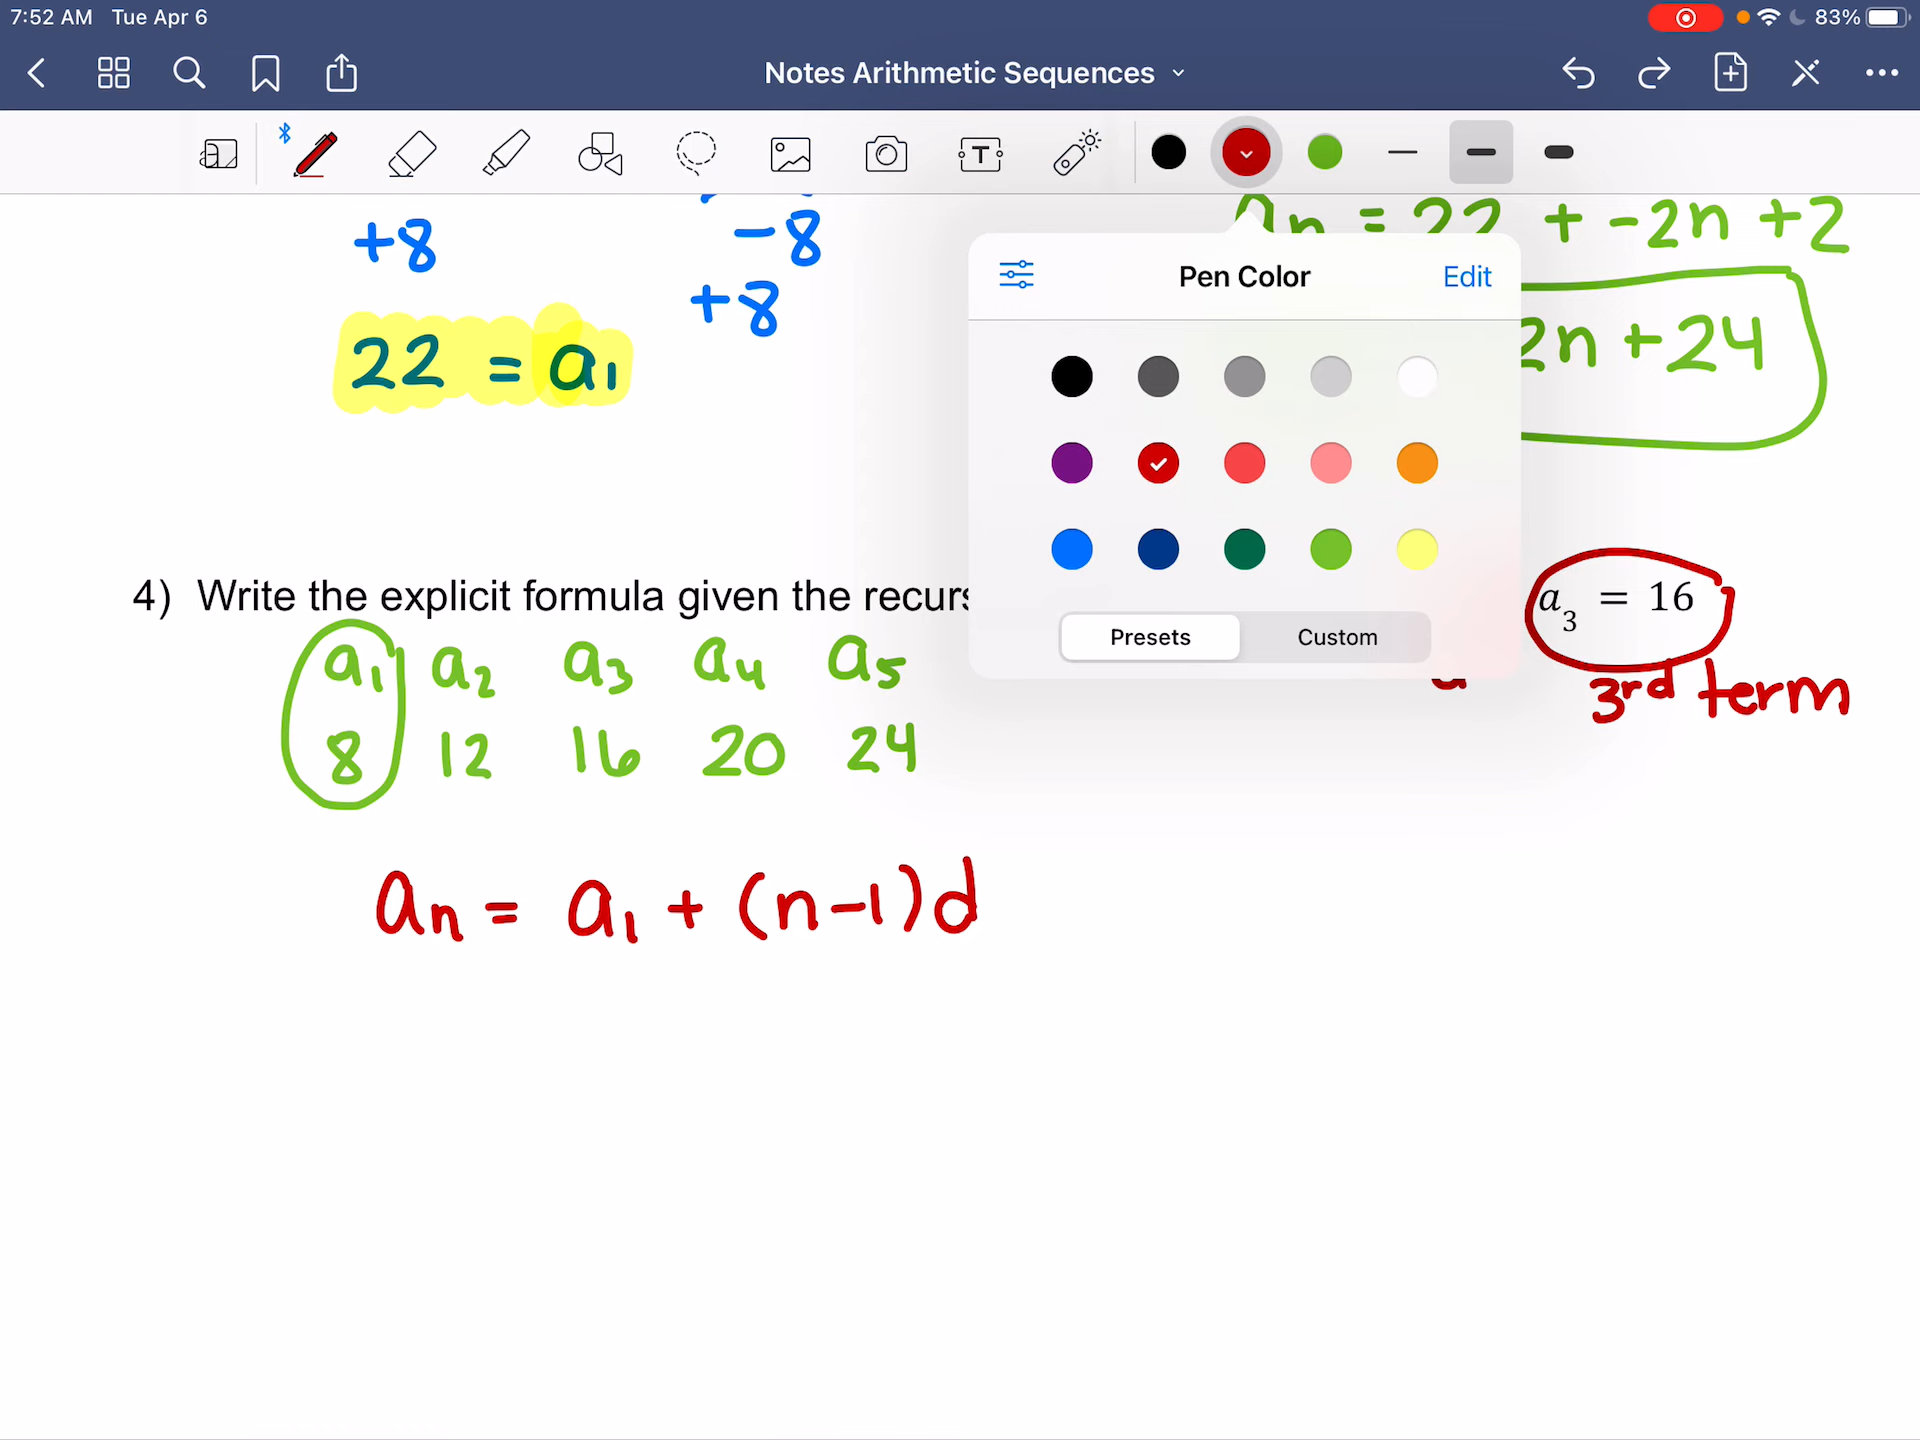 7:52 AM Tue Apr 6
83%
Notes Arithmetic Sequences
+8
-8
+8
22 = a₁
= 22 + -2n + 2
2n + 24
Pen Color
Edit
Presets
Custom
4) Write the explicit formula given the
a₃ = 16
3rd term
a₁ a₂ a₃ a₄ a₅
8 12 16 20 24
aₙ = a₁ + (n-1)d